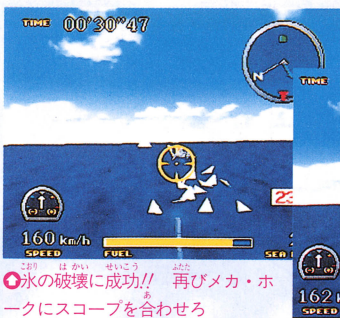 TIME 00'30"47
N
23
160 km/h
SPEED
FUEL
SEA
TIME
162
SPEED
氷の破壊に成功!! 再びメカ・ホ
ークにスコープを合わせろ